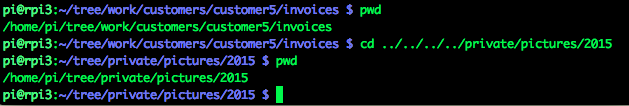 pi@rpi3:~/tree/work/customers/customer5/invoices $ pwd
/home/pi/tree/work/customers/customer5/invoices
pi@rpi3:~/tree/work/customers/customer5/invoices $ cd ../../../../private/pictures/2015
pi@rpi3:~/tree/private/pictures/2015 $ pwd
/home/pi/tree/private/pictures/2015
pi@rpi3:~/tree/private/pictures/2015 $